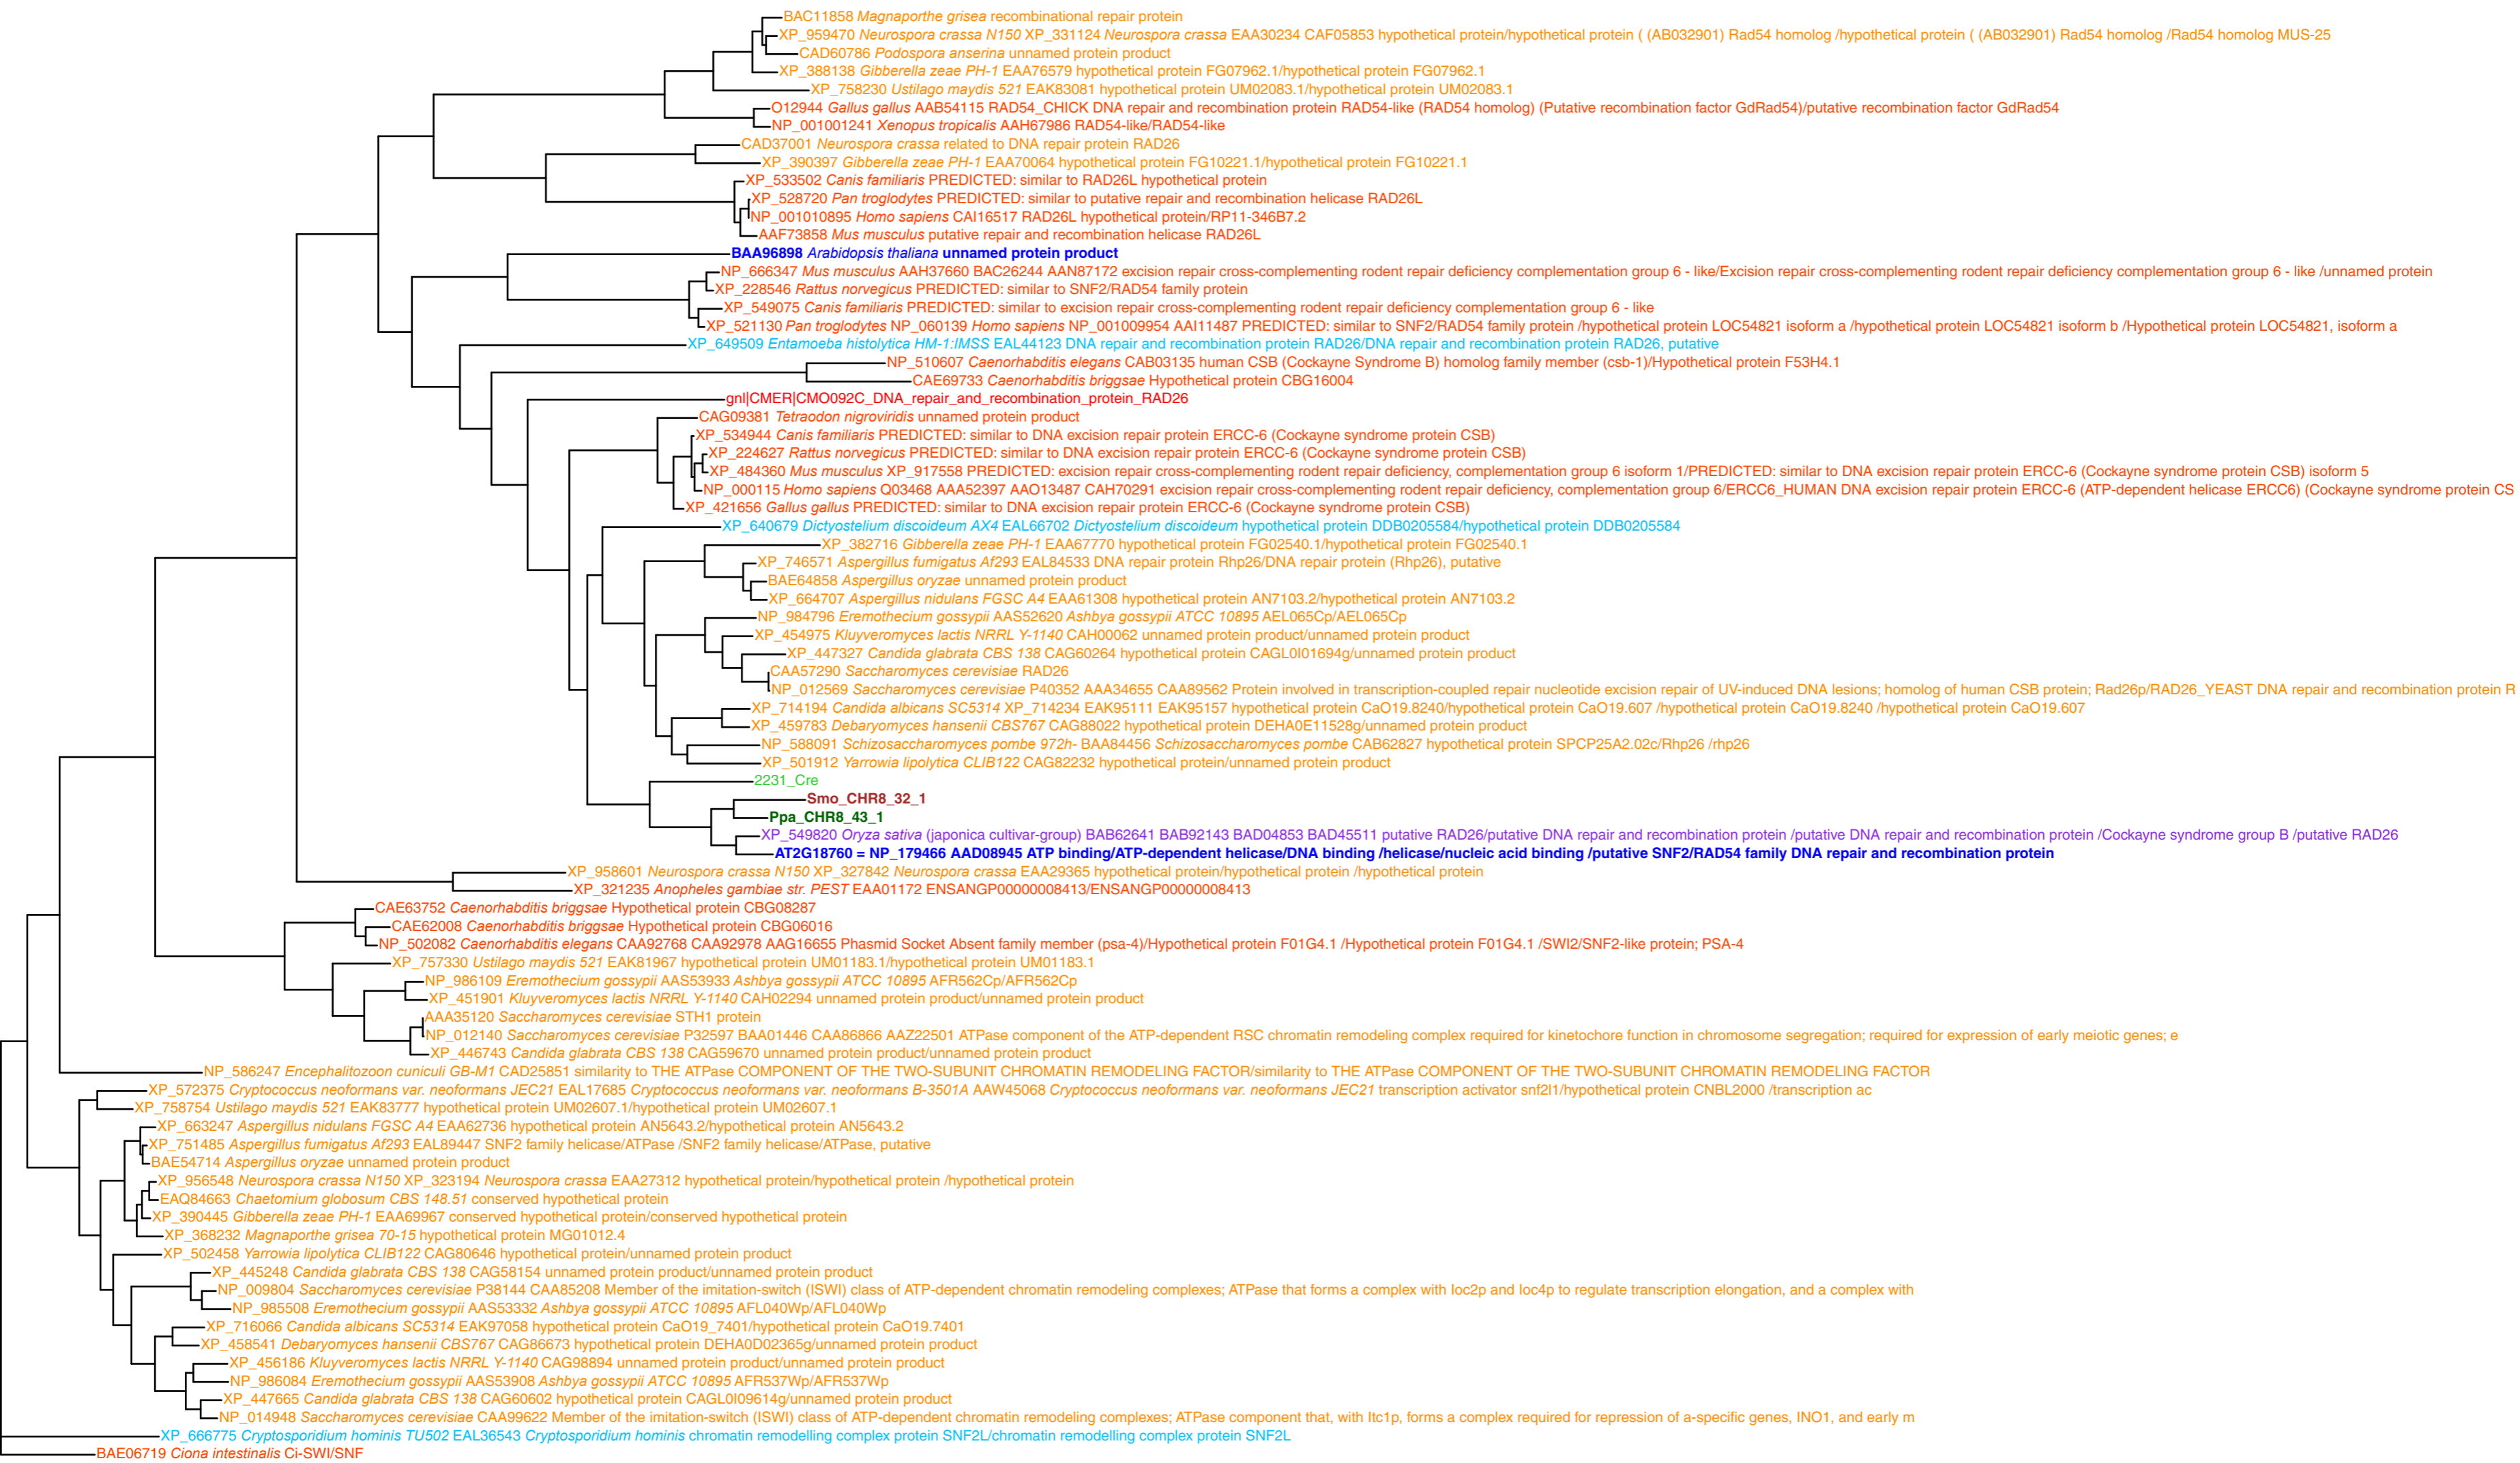 BAC11858 Magnaporthe grisea recombinational repair protein
XP_959470 Neurospora crassa N150 XP_331124 Neurospora crassa EAA30234 CAF05853 hypothetical protein/hypothetical protein ( (AB032901) Rad54 homolog /hypothetical protein ( (AB032901) Rad54 homolog /Rad54 homolog MUS-25
CAD60786 Podospora anserina unnamed protein product
XP_388138 Gibberella zeae PH-1 EAA76579 hypothetical protein FG07962.1/hypothetical protein FG07962.1
XP_758230 Ustilago maydis 521 EAK83081 hypothetical protein UM02083.1/hypothetical protein UM02083.1
O12944 Gallus gallus AAB54115 RAD54_CHICK DNA repair and recombination protein RAD54-like (RAD54 homolog) (Putative recombination factor GdRad54)/putative recombination factor GdRad54
NP_001001241 Xenopus tropicalis AAH67986 RAD54-like/RAD54-like
CAD37001 Neurospora crassa related to DNA repair protein RAD26
XP_390397 Gibberella zeae PH-1 EAA70064 hypothetical protein FG10221.1/hypothetical protein FG10221.1
XP_533502 Canis familiaris PREDICTED: similar to RAD26L hypothetical protein
XP_528720 Pan troglodytes PREDICTED: similar to putative repair and recombination helicase RAD26L
NP_001010895 Homo sapiens CAI16517 RAD26L hypothetical protein/RP11-346B7.2
AAF73858 Mus musculus putative repair and recombination helicase RAD26L
BAA96898 Arabidopsis thaliana unnamed protein product
NP_666347 Mus musculus AAH37660 BAC26244 AAN87172 excision repair cross-complementing rodent repair deficiency complementation group 6 - like/Excision repair cross-complementing rodent repair deficiency complementation group 6 - like /unnamed protein
XP_228546 Rattus norvegicus PREDICTED: similar to SNF2/RAD54 family protein
XP_549075 Canis familiaris PREDICTED: similar to excision repair cross-complementing rodent repair deficiency complementation group 6 - like
XP_521130 Pan troglodytes NP_060139 Homo sapiens NP_001009954 AAI11487 PREDICTED: similar to SNF2/RAD54 family protein /hypothetical protein LOC54821 isoform a /hypothetical protein LOC54821 isoform b /Hypothetical protein LOC54821, isoform a
XP_649509 Entamoeba histolytica HM-1:IMSS EAL44123 DNA repair and recombination protein RAD26/DNA repair and recombination protein RAD26, putative
NP_510607 Caenorhabditis elegans CAB03135 human CSB (Cockayne Syndrome B) homolog family member (csb-1)/Hypothetical protein F53H4.1
CAE69733 Caenorhabditis briggsae Hypothetical protein CBG16004
gnl|CMER|CMO092C_DNA_repair_and_recombination_protein_RAD26
CAG09381 Tetraodon nigroviridis unnamed protein product
XP_534944 Canis familiaris PREDICTED: similar to DNA excision repair protein ERCC-6 (Cockayne syndrome protein CSB)
XP_224627 Rattus norvegicus PREDICTED: similar to DNA excision repair protein ERCC-6 (Cockayne syndrome protein CSB)
XP_484360 Mus musculus XP_917558 PREDICTED: excision repair cross-complementing rodent repair deficiency, complementation group 6 isoform 1/PREDICTED: similar to DNA excision repair protein ERCC-6 (Cockayne syndrome protein CSB) isoform 5
NP_000115 Homo sapiens Q03468 AAA52397 AAO13487 CAH70291 excision repair cross-complementing rodent repair deficiency, complementation group 6/ERCC6_HUMAN DNA excision repair protein ERCC-6 (ATP-dependent helicase ERCC6) (Cockayne syndrome protein CS
XP_421656 Gallus gallus PREDICTED: similar to DNA excision repair protein ERCC-6 (Cockayne syndrome protein CSB)
XP_640679 Dictyostelium discoideum AX4 EAL66702 Dictyostelium discoideum hypothetical protein DDB0205584/hypothetical protein DDB0205584
XP_382716 Gibberella zeae PH-1 EAA67770 hypothetical protein FG02540.1/hypothetical protein FG02540.1
XP_746571 Aspergillus fumigatus Af293 EAL84533 DNA repair protein Rhp26/DNA repair protein (Rhp26), putative
BAE64858 Aspergillus oryzae unnamed protein product
XP_664707 Aspergillus nidulans FGSC A4 EAA61308 hypothetical protein AN7103.2/hypothetical protein AN7103.2
NP_984796 Eremothecium gossypii AAS52620 Ashbya gossypii ATCC 10895 AEL065Cp/AEL065Cp
XP_454975 Kluyveromyces lactis NRRL Y-1140 CAH00062 unnamed protein product/unnamed protein product
XP_447327 Candida glabrata CBS 138 CAG60264 hypothetical protein CAGL0I01694g/unnamed protein product
CAA57290 Saccharomyces cerevisiae RAD26
NP_012569 Saccharomyces cerevisiae P40352 AAA34655 CAA89562 Protein involved in transcription-coupled repair nucleotide excision repair of UV-induced DNA lesions; homolog of human CSB protein; Rad26p/RAD26_YEAST DNA repair and recombination protein R
XP_714194 Candida albicans SC5314 XP_714234 EAK95111 EAK95157 hypothetical protein CaO19.8240/hypothetical protein CaO19.607 /hypothetical protein CaO19.8240 /hypothetical protein CaO19.607
XP_459783 Debaryomyces hansenii CBS767 CAG88022 hypothetical protein DEHA0E11528g/unnamed protein product
NP_588091 Schizosaccharomyces pombe 972h- BAA84456 Schizosaccharomyces pombe CAB62827 hypothetical protein SPCP25A2.02c/Rhp26 /rhp26
XP_501912 Yarrowia lipolytica CLIB122 CAG82232 hypothetical protein/unnamed protein product
2231_Cre
Smo_CHR8_32_1
Ppa_CHR8_43_1
XP_549820 Oryza sativa (japonica cultivar-group) BAB62641 BAB92143 BAD04853 BAD45511 putative RAD26/putative DNA repair and recombination protein /putative DNA repair and recombination protein /Cockayne syndrome group B /putative RAD26
AT2G18760 = NP_179466 AAD08945 ATP binding/ATP-dependent helicase/DNA binding /helicase/nucleic acid binding /putative SNF2/RAD54 family DNA repair and recombination protein
XP_958601 Neurospora crassa N150 XP_327842 Neurospora crassa EAA29365 hypothetical protein/hypothetical protein /hypothetical protein
XP_321235 Anopheles gambiae str. PEST EAA01172 ENSANGP00000008413/ENSANGP00000008413
CAE63752 Caenorhabditis briggsae Hypothetical protein CBG08287
CAE62008 Caenorhabditis briggsae Hypothetical protein CBG06016
NP_502082 Caenorhabditis elegans CAA92768 CAA92978 AAG16655 Phasmid Socket Absent family member (psa-4)/Hypothetical protein F01G4.1 /Hypothetical protein F01G4.1 /SWI2/SNF2-like protein; PSA-4
XP_757330 Ustilago maydis 521 EAK81967 hypothetical protein UM01183.1/hypothetical protein UM01183.1
NP_986109 Eremothecium gossypii AAS53933 Ashbya gossypii ATCC 10895 AFR562Cp/AFR562Cp
XP_451901 Kluyveromyces lactis NRRL Y-1140 CAH02294 unnamed protein product/unnamed protein product
AAA35120 Saccharomyces cerevisiae STH1 protein
NP_012140 Saccharomyces cerevisiae P32597 BAA01446 CAA86866 AAZ22501 ATPase component of the ATP-dependent RSC chromatin remodeling complex required for kinetochore function in chromosome segregation; required for expression of early meiotic genes; e
XP_446743 Candida glabrata CBS 138 CAG59670 unnamed protein product/unnamed protein product
NP_586247 Encephalitozoon cuniculi GB-M1 CAD25851 similarity to THE ATPase COMPONENT OF THE TWO-SUBUNIT CHROMATIN REMODELING FACTOR/similarity to THE ATPase COMPONENT OF THE TWO-SUBUNIT CHROMATIN REMODELING FACTOR
XP_572375 Cryptococcus neoformans var. neoformans JEC21 EAL17685 Cryptococcus neoformans var. neoformans B-3501A AAW45068 Cryptococcus neoformans var. neoformans JEC21 transcription activator snf2l1/hypothetical protein CNBL2000 /transcription ac
XP_758754 Ustilago maydis 521 EAK83777 hypothetical protein UM02607.1/hypothetical protein UM02607.1
XP_663247 Aspergillus nidulans FGSC A4 EAA62736 hypothetical protein AN5643.2/hypothetical protein AN5643.2
XP_751485 Aspergillus fumigatus Af293 EAL89447 SNF2 family helicase/ATPase /SNF2 family helicase/ATPase, putative
BAE54714 Aspergillus oryzae unnamed protein product
XP_956548 Neurospora crassa N150 XP_323194 Neurospora crassa EAA27312 hypothetical protein/hypothetical protein /hypothetical protein
EAQ84663 Chaetomium globosum CBS 148.51 conserved hypothetical protein
XP_390445 Gibberella zeae PH-1 EAA69967 conserved hypothetical protein/conserved hypothetical protein
XP_368232 Magnaporthe grisea 70-15 hypothetical protein MG01012.4
XP_502458 Yarrowia lipolytica CLIB122 CAG80646 hypothetical protein/unnamed protein product
XP_445248 Candida glabrata CBS 138 CAG58154 unnamed protein product/unnamed protein product
NP_009804 Saccharomyces cerevisiae P38144 CAA85208 Member of the imitation-switch (ISWI) class of ATP-dependent chromatin remodeling complexes; ATPase that forms a complex with Ioc2p and Ioc4p to regulate transcription elongation, and a complex with
NP_985508 Eremothecium gossypii AAS53332 Ashbya gossypii ATCC 10895 AFL040Wp/AFL040Wp
XP_716066 Candida albicans SC5314 EAK97058 hypothetical protein CaO19_7401/hypothetical protein CaO19.7401
XP_458541 Debaryomyces hansenii CBS767 CAG86673 hypothetical protein DEHA0D02365g/unnamed protein product
XP_456186 Kluyveromyces lactis NRRL Y-1140 CAG98894 unnamed protein product/unnamed protein product
NP_986084 Eremothecium gossypii AAS53908 Ashbya gossypii ATCC 10895 AFR537Wp/AFR537Wp
XP_447665 Candida glabrata CBS 138 CAG60602 hypothetical protein CAGL0I09614g/unnamed protein product
NP_014948 Saccharomyces cerevisiae CAA99622 Member of the imitation-switch (ISWI) class of ATP-dependent chromatin remodeling complexes; ATPase component that, with Itc1p, forms a complex required for repression of a-specific genes, INO1, and early m
XP_666775 Cryptosporidium hominis TU502 EAL36543 Cryptosporidium hominis chromatin remodelling complex protein SNF2L/chromatin remodelling complex protein SNF2L
BAE06719 Ciona intestinalis Ci-SWI/SNF